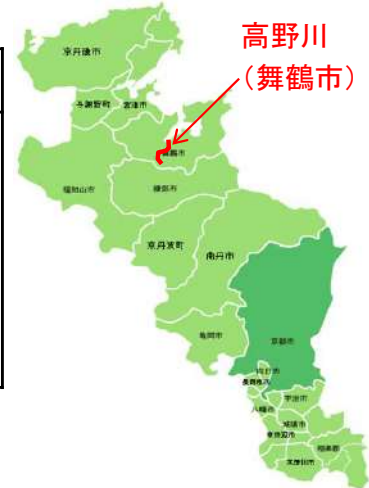 高野川
(舞鶴市)
京丹後市
与謝野町
宮津市
舞鶴市
福知山市
綾部市
京丹波町
南丹市
亀岡市
京都市
向日市
長岡京市
宇治市
八幡市
城陽市
京田辺市
相楽郡
木津川市